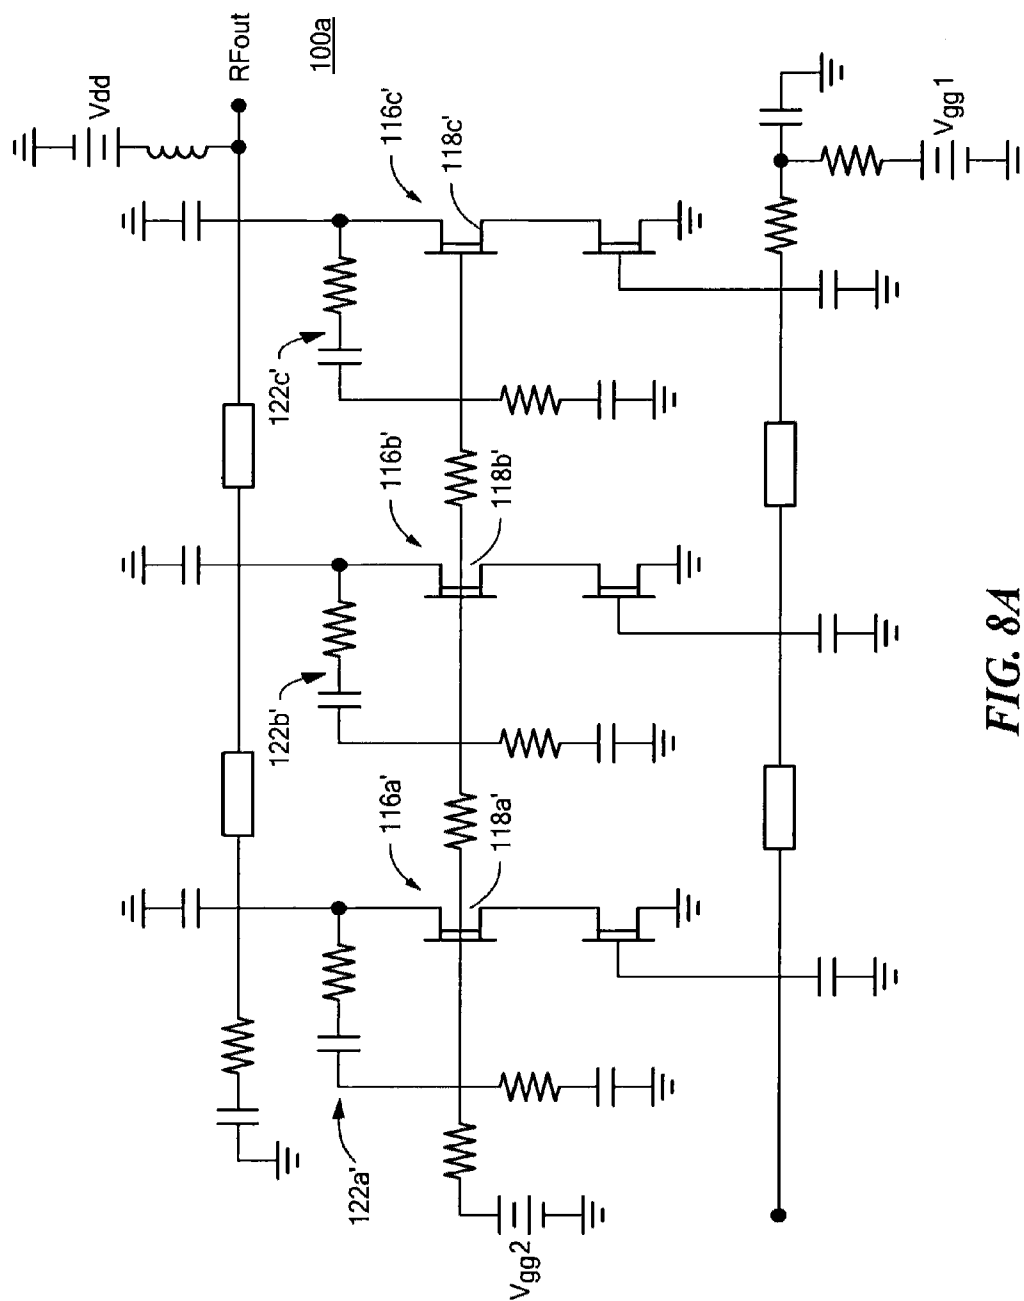 Vdd
RFout
100a
116c'
118c'
122c'
Vgg1
116b'
118b'
122b'
116a'
118a'
122a'
Vgg2
FIG. 8A